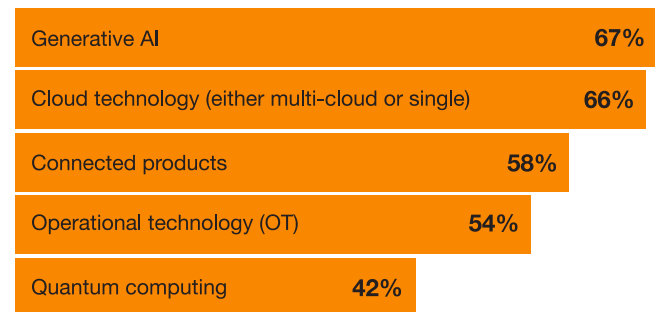 Generative AI 67%
Cloud technology (either multi-cloud or single) 66%
Connected products 58%
Operational technology (OT) 54%
Quantum computing 42%